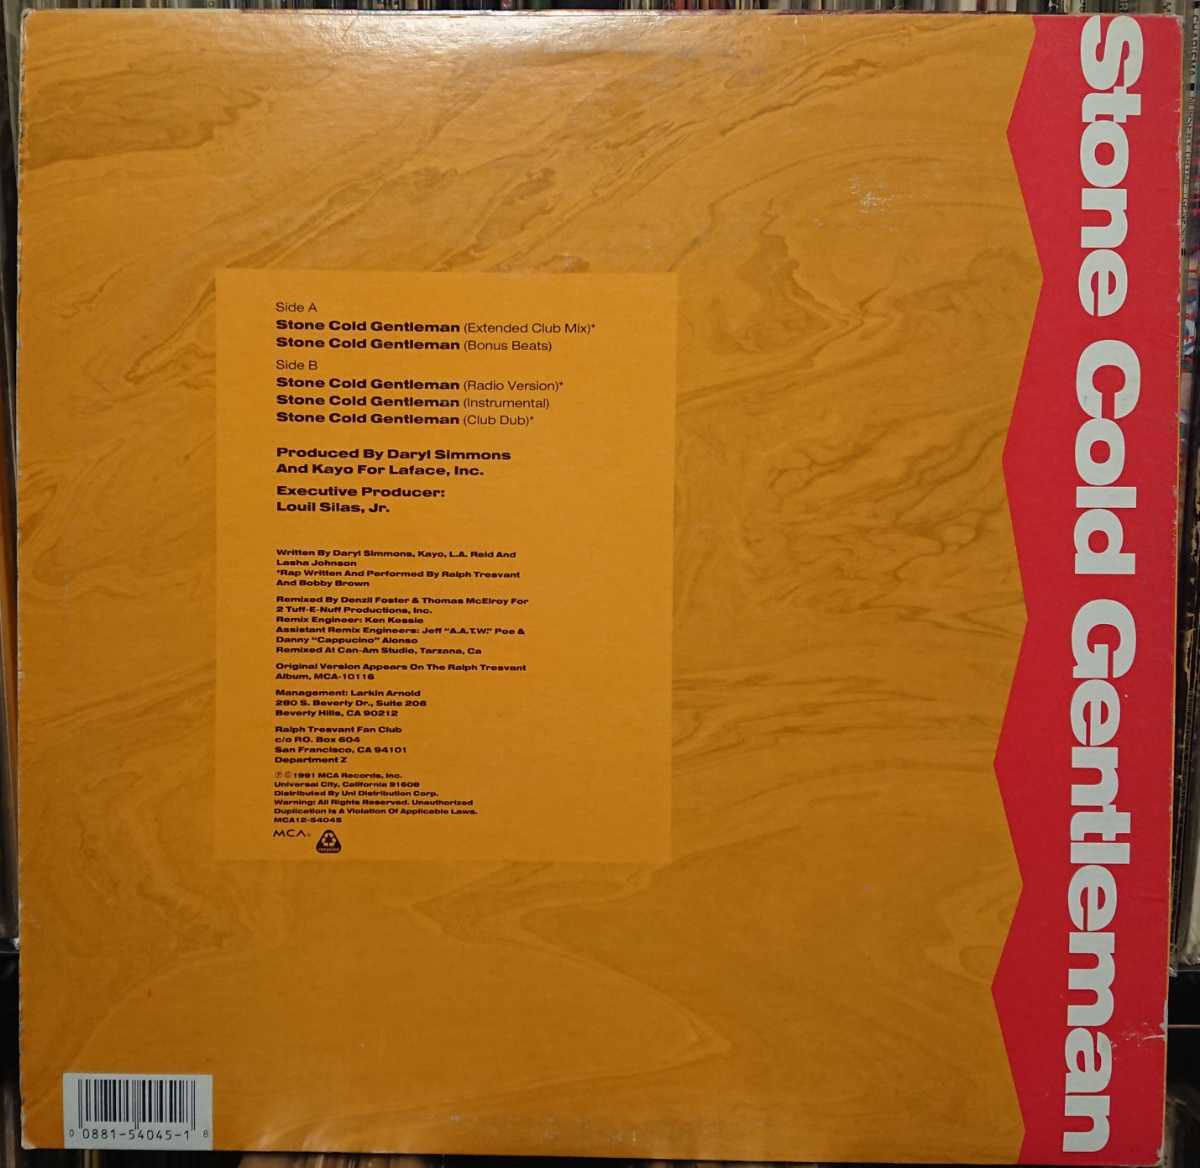 Stone Cold Gentleman
Side A
Stone Cold Gentleman (Extended Club Mix)*
Stone Cold Gentleman (Bonus Beats)
Side B
Stone Cold Gentleman (Radio Version)*
Stone Cold Gentleman (Instrumental)
Stone Cold Gentleman (Club Dub)*
Produced By Daryl Simmons
And Kayo For Laface, Inc.
Executive Producer:
Louil Silas, Jr.
Written By Daryl Simmons, Kayo, L.A. Reid And
Lasha Johnson
*Rap Written And Performed By Ralph Tresvant
And Bobby Brown
Remixed By Denzil Foster & Thomas McElroy For
2 Tuff-E-Nuff Productions, Inc.
Remix Engineer: Ken Kessie
Assistant Remix Engineers: Jeff "A.A.T.W." Poe &
Danny "Cappucino" Alonso
Remixed At Can-Am Studio, Tarzana, Ca
Original Version Appears On The Ralph Tresvant
Album, MCA-10116
Management: Larkin Arnold
280 S. Beverly Dr., Suite 206
Beverly Hills, CA 90212
Ralph Tresvant Fan Club
c/o P.O. Box 604
San Francisco, CA 94101
Department Z
℗ © 1991 MCA Records, Inc.
Universal City, California 91608
Distributed By Uni Distribution Corp.
Warning: All Rights Reserved. Unauthorized
Duplication Is A Violation Of Applicable Laws.
MCA12-54045
MCA®
0 0881-54045-1 8